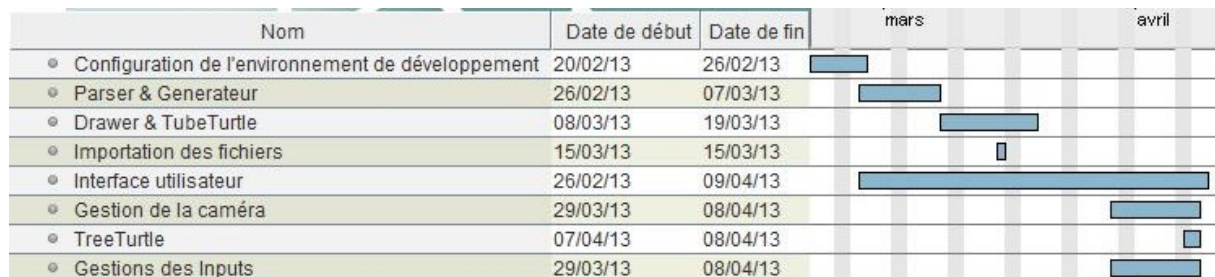 mars avril
Nom Date de début Date de fin
Configuration de l'environnement de développement 20/02/13 26/02/13
Parser & Generateur 26/02/13 07/03/13
Drawer & TubeTurtle 08/03/13 19/03/13
Importation des fichiers 15/03/13 15/03/13
Interface utilisateur 26/02/13 09/04/13
Gestion de la caméra 29/03/13 08/04/13
TreeTurtle 07/04/13 08/04/13
Gestions des Inputs 29/03/13 08/04/13